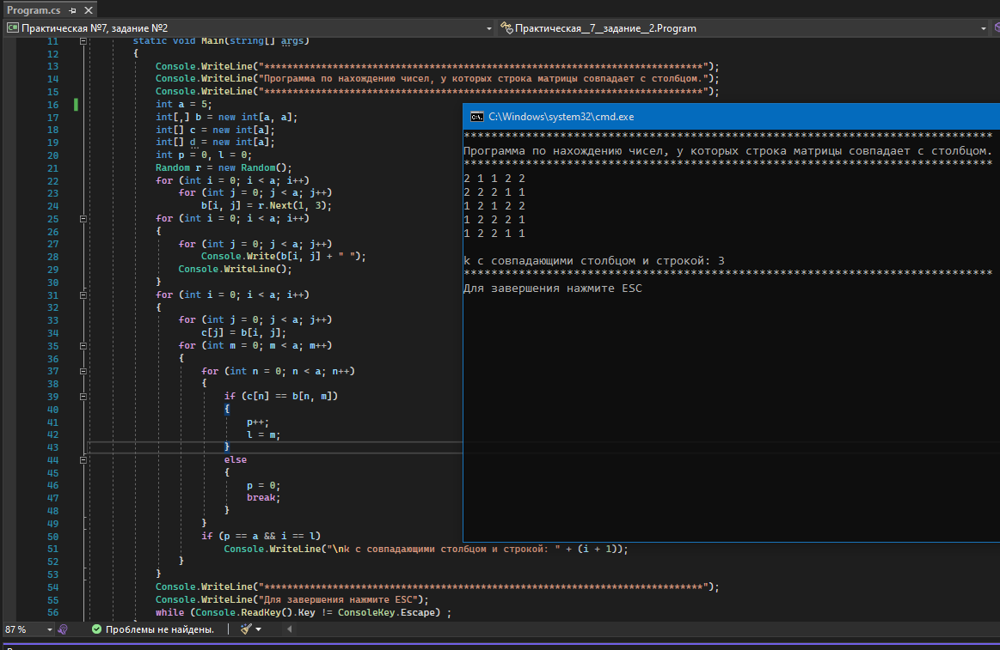 Program.cs
C# Практическая №7, задание №2
Практическая__7__задание__2.Program
11 static void Main(string[] args)
12 {
13 Console.WriteLine("*****************************************************************************");
14 Console.WriteLine("Программа по нахождению чисел, у которых строка матрицы совпадает с столбцом.");
15 Console.WriteLine("*****************************************************************************");
16 int a = 5;
17 int[,] b = new int[a, a];
18 int[] c = new int[a];
19 int[] d = new int[a];
20 int p = 0, l = 0;
21 Random r = new Random();
22 for (int i = 0; i < a; i++)
23 for (int j = 0; j < a; j++)
24 b[i, j] = r.Next(1, 3);
25 for (int i = 0; i < a; i++)
26 {
27 for (int j = 0; j < a; j++)
28 Console.Write(b[i, j] + " ");
29 Console.WriteLine();
30 }
31 for (int i = 0; i < a; i++)
32 {
33 for (int j = 0; j < a; j++)
34 c[j] = b[i, j];
35 for (int m = 0; m < a; m++)
36 {
37 for (int n = 0; n < a; n++)
38 {
39 if (c[n] == b[n, m])
40 {
41 p++;
42 l = m;
43 }
44 else
45 {
46 p = 0;
47 break;
48 }
49 }
50 if (p == a && i == l)
51 Console.WriteLine("\nk с совпадающими столбцом и строкой: " + (i + 1));
52 }
53 }
54 Console.WriteLine("*****************************************************************************");
55 Console.WriteLine("Для завершения нажмите ESC");
56 while (Console.ReadKey().Key != ConsoleKey.Escape) ;
87 %
Проблемы не найдены.
C:\Windows\system32\cmd.exe
*****************************************************************************
Программа по нахождению чисел, у которых строка матрицы совпадает с столбцом.
*****************************************************************************
2 1 1 2 2
2 2 2 1 1
1 2 1 2 2
1 2 2 2 1
1 2 2 1 1
k с совпадающими столбцом и строкой: 3
*****************************************************************************
Для завершения нажмите ESC